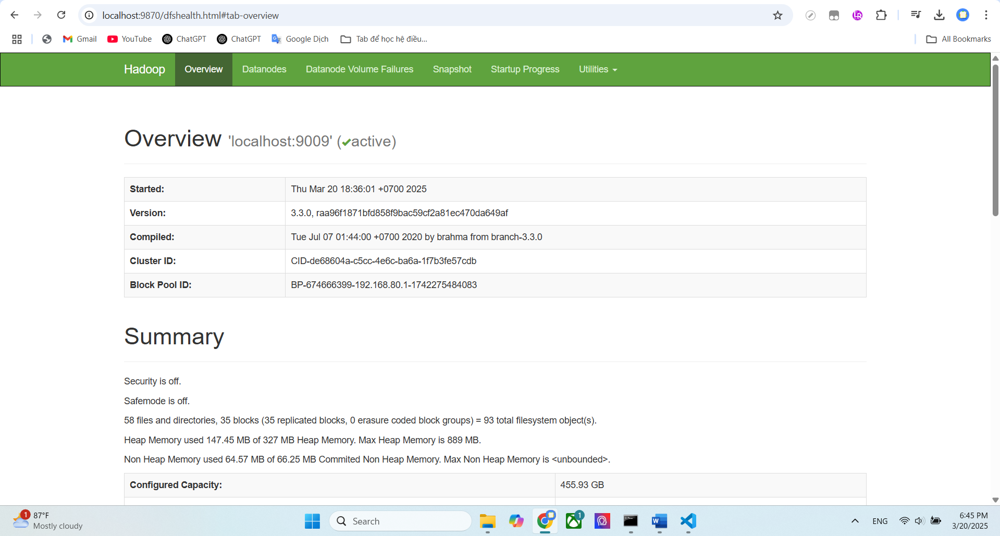 localhost:9870/dfshealth.html#tab-overview
Gmail YouTube ChatGPT ChatGPT Google Dịch Tab để học hệ điều... All Bookmarks
Hadoop Overview Datanodes Datanode Volume Failures Snapshot Startup Progress Utilities
Overview 'localhost:9009' (✔active)
Started: Thu Mar 20 18:36:01 +0700 2025
Version: 3.3.0, raa96f1871bfd858f9bac59cf2a81ec470da649af
Compiled: Tue Jul 07 01:44:00 +0700 2020 by brahma from branch-3.3.0
Cluster ID: CID-de68604a-c5cc-4e6c-ba6a-1f7b3fe57cdb
Block Pool ID: BP-674666399-192.168.80.1-1742275484083
Summary
Security is off.
Safemode is off.
58 files and directories, 35 blocks (35 replicated blocks, 0 erasure coded block groups) = 93 total filesystem object(s).
Heap Memory used 147.45 MB of 327 MB Heap Memory. Max Heap Memory is 889 MB.
Non Heap Memory used 64.57 MB of 66.25 MB Commited Non Heap Memory. Max Non Heap Memory is <unbounded>.
Configured Capacity: 455.93 GB
1 87°F
Mostly cloudy
Search
1
ENG
6:45 PM
3/20/2025